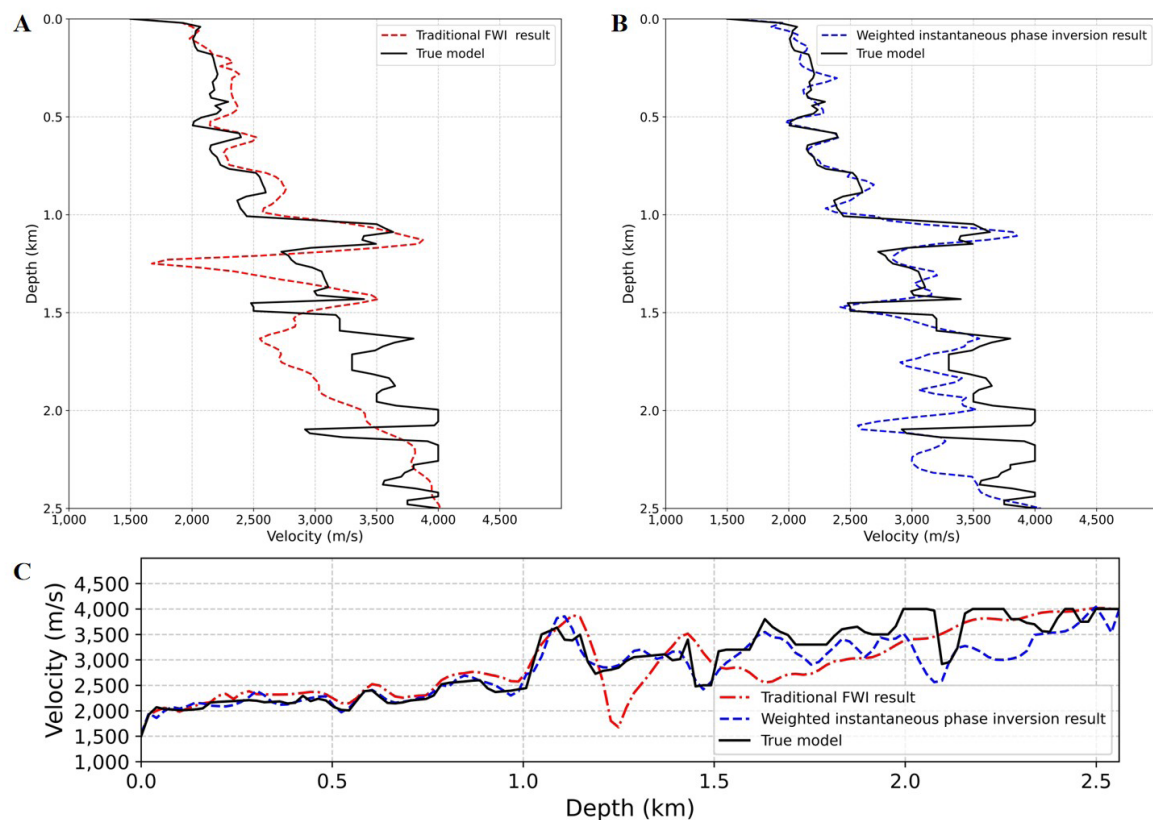 A
B
0.0
0.5
1.0
1.5
2.0
2.5
Depth (km)
1,000 1,500 2,000 2,500 3,000 3,500 4,000 4,500
Velocity (m/s)
Traditional FWI result
True model
0.0
0.5
1.0
1.5
2.0
2.5
Depth (km)
1,000 1,500 2,000 2,500 3,000 3,500 4,000 4,500
Velocity (m/s)
Weighted instantaneous phase inversion result
True model
C
4,500
4,000
3,500
3,000
2,500
2,000
1,500
1,000
Velocity (m/s)
0.0 0.5 1.0 1.5 2.0 2.5
Depth (km)
Traditional FWI result
Weighted instantaneous phase inversion result
True model